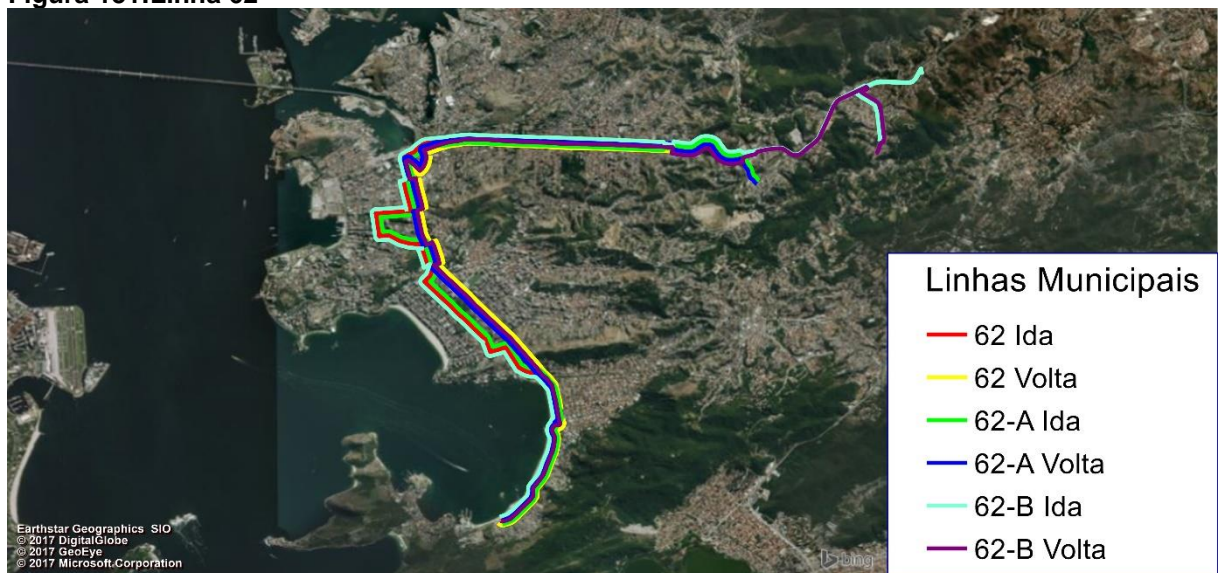 Linhas Municipais
62 Ida
62 Volta
62-A Ida
62-A Volta
62-B Ida
62-B Volta
Earthstar Geographics SIO
© 2017 DigitalGlobe
© 2017 GeoEye
© 2017 Microsoft Corporation
bing